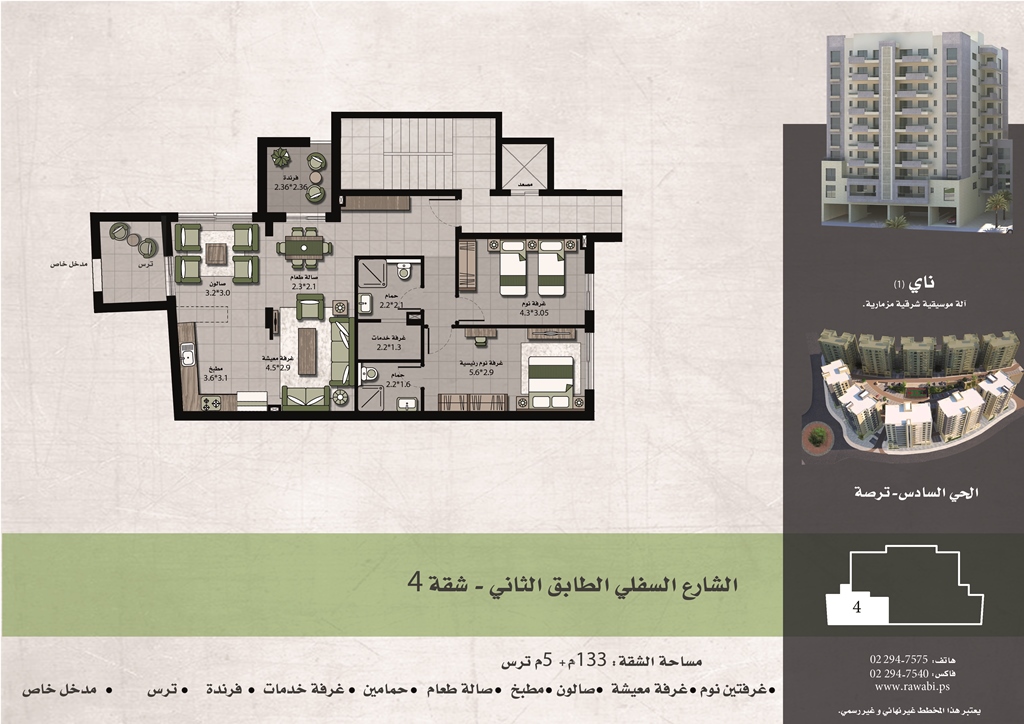 فرندة
2.36*2.36
مصعد
مدخل خاص
ترس
صالون
3.2*3.0
صالة طعام
2.3*2.1
حمام
2.2*2.1
غرفة نوم
4.3*3.05
غرفة خدمات
2.2*1.3
غرفة معيشة
4.5*2.9
مطبخ
3.6*3.1
حمام
2.2*1.6
غرفة نوم رئيسية
5.6*2.9
ناي (1)
آلة موسيقية شرقية مزمارية.
الحي السادس-ترصة
4
الشارع السفلي الطابق الثاني - شقة 4
مساحة الشقة: 133م+ 5م ترس
•غرفتين نوم •غرفة معيشة •صالون •مطبخ •صالة طعام •حمامين •غرفة خدمات •فرندة •ترس •مدخل خاص
هاتف: 02 294-7575
فاكس: 02 294-7540
www.rawabi.ps
يعتبر هذا المخطط غير نهائي و غير رسمي.